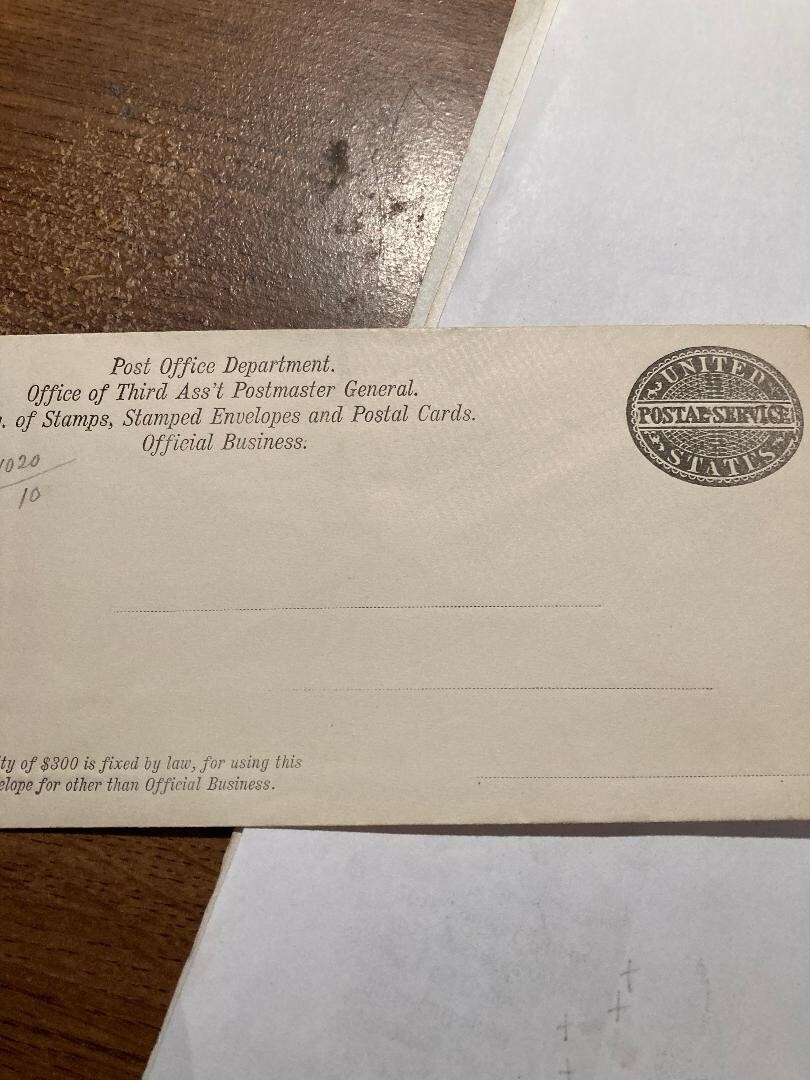 Post Office Department.
Office of Third Ass't Postmaster General.
. of Stamps, Stamped Envelopes and Postal Cards.
Official Business.
1020
10
UNITED
POSTAL SERVICE
STATES
ty of $300 is fixed by law, for using this
elope for other than Official Business.